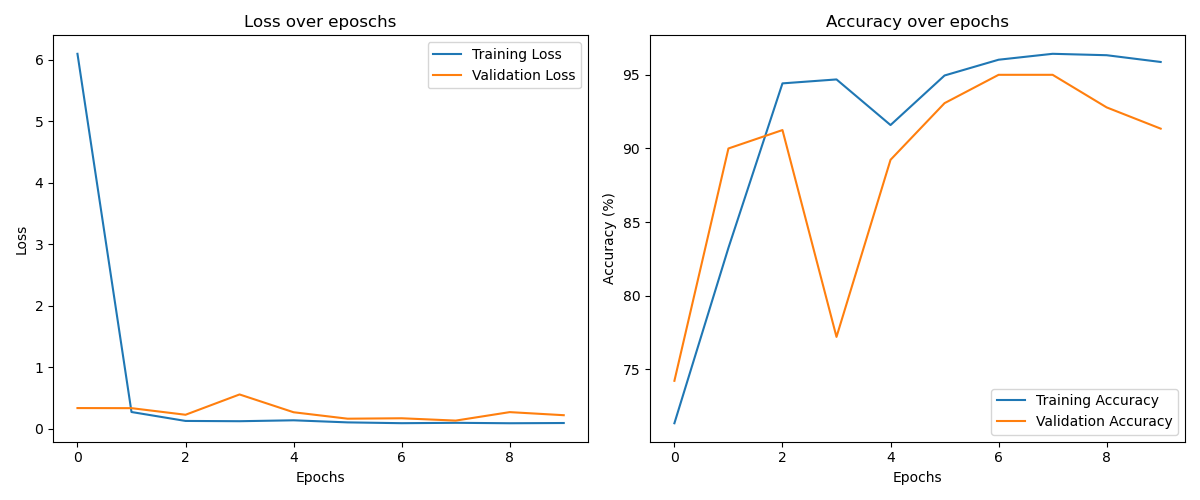 Loss over eposchs
Training Loss
Validation Loss
6
5
4
3
2
1
0
Loss
0 2 4 6 8
Epochs
Accuracy over epochs
95
90
85
80
75
Accuracy (%)
Training Accuracy
Validation Accuracy
0 2 4 6 8
Epochs